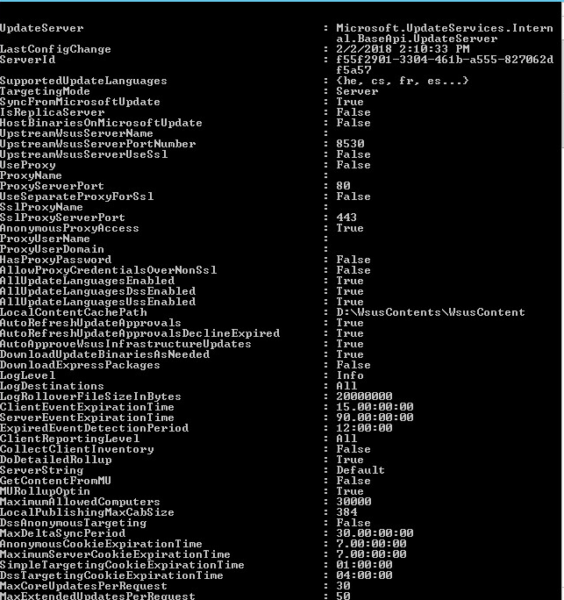 UpdateServer : Microsoft.UpdateServices.Intern
al.BaseApi.UpdateServer
LastConfigChange : 2/2/2018 2:10:33 PM
ServerId : f55f2901-3304-461b-a555-827062d
f5a57
SupportedUpdateLanguages : {he, cs, fr, es...}
TargetingMode : Server
SyncFromMicrosoftUpdate : True
IsReplicaServer : False
HostBinariesOnMicrosoftUpdate : False
UpstreamWsusServerName :
UpstreamWsusServerPortNumber : 8530
UpstreamWsusServerUseSsl : False
UseProxy : False
ProxyName :
ProxyServerPort : 80
UseSeparateProxyForSsl : False
SslProxyName :
SslProxyServerPort : 443
AnonymousProxyAccess : True
ProxyUserName :
ProxyUserDomain :
HasProxyPassword : False
AllowProxyCredentialsOverNonSsl : False
AllUpdateLanguagesEnabled : True
AllUpdateLanguagesDssEnabled : True
AllUpdateLanguagesUssEnabled : True
LocalContentCachePath : D:\WsusContents\WsusContent
AutoRefreshUpdateApprovals : True
AutoRefreshUpdateApprovalsDeclineExpired : True
AutoApproveWsusInfrastructureUpdates : True
DownloadUpdateBinariesAsNeeded : True
DownloadExpressPackages : False
LogLevel : Info
LogDestinations : All
LogRolloverFileSizeInBytes : 20000000
ClientEventExpirationTime : 15.00:00:00
ServerEventExpirationTime : 90.00:00:00
ExpiredEventDetectionPeriod : 12:00:00
ClientReportingLevel : All
CollectClientInventory : False
DoDetailedRollup : True
ServerString : Default
GetContentFromMU : False
MURollupOptin : True
MaximumAllowedComputers : 30000
LocalPublishingMaxCabSize : 384
DssAnonymousTargeting : False
MaxDeltaSyncPeriod : 30.00:00:00
AnonymousCookieExpirationTime : 7.00:00:00
MaximumServerCookieExpirationTime : 7.00:00:00
SimpleTargetingCookieExpirationTime : 01:00:00
DssTargetingCookieExpirationTime : 04:00:00
MaxCoreUpdatesPerRequest : 30
MaxExtendedUpdatesPerRequest : 50